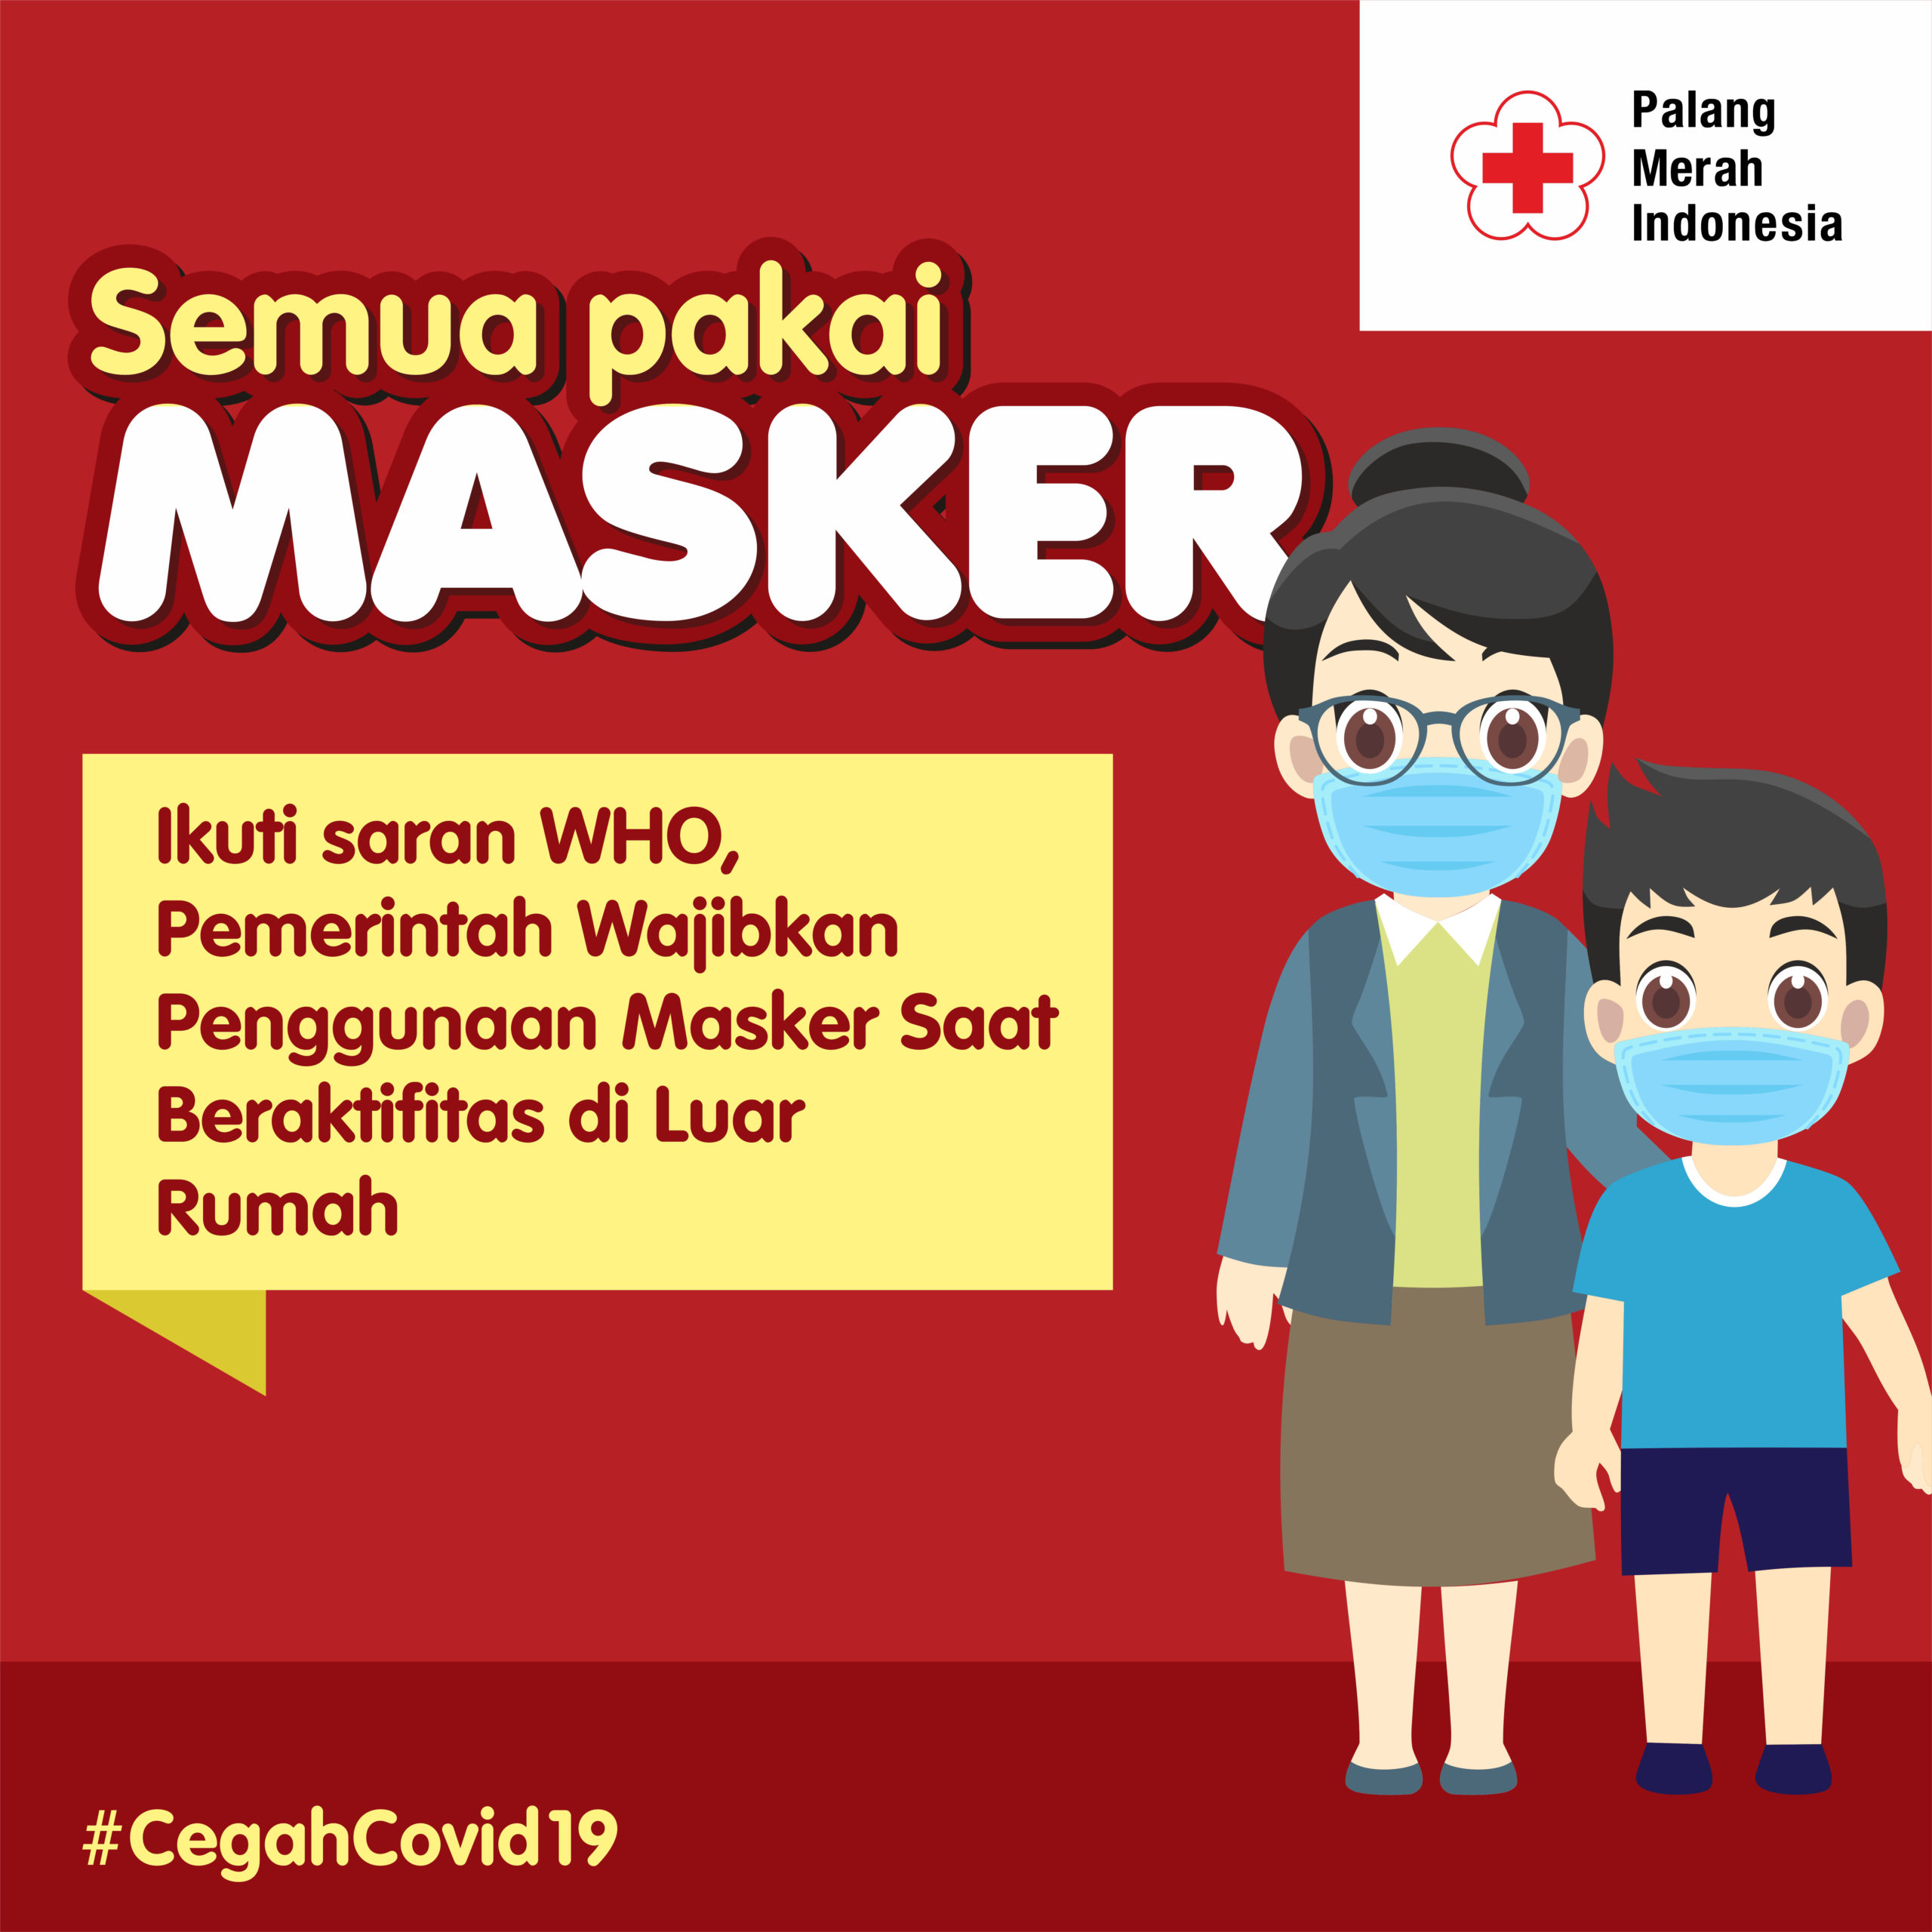 Palang
Merah
Indonesia
Semua pakai
MASKER
Ikuti saran WHO,
Pemerintah Wajibkan
Penggunaan Masker Saat
Beraktifitas di Luar
Rumah
#CegahCovid19